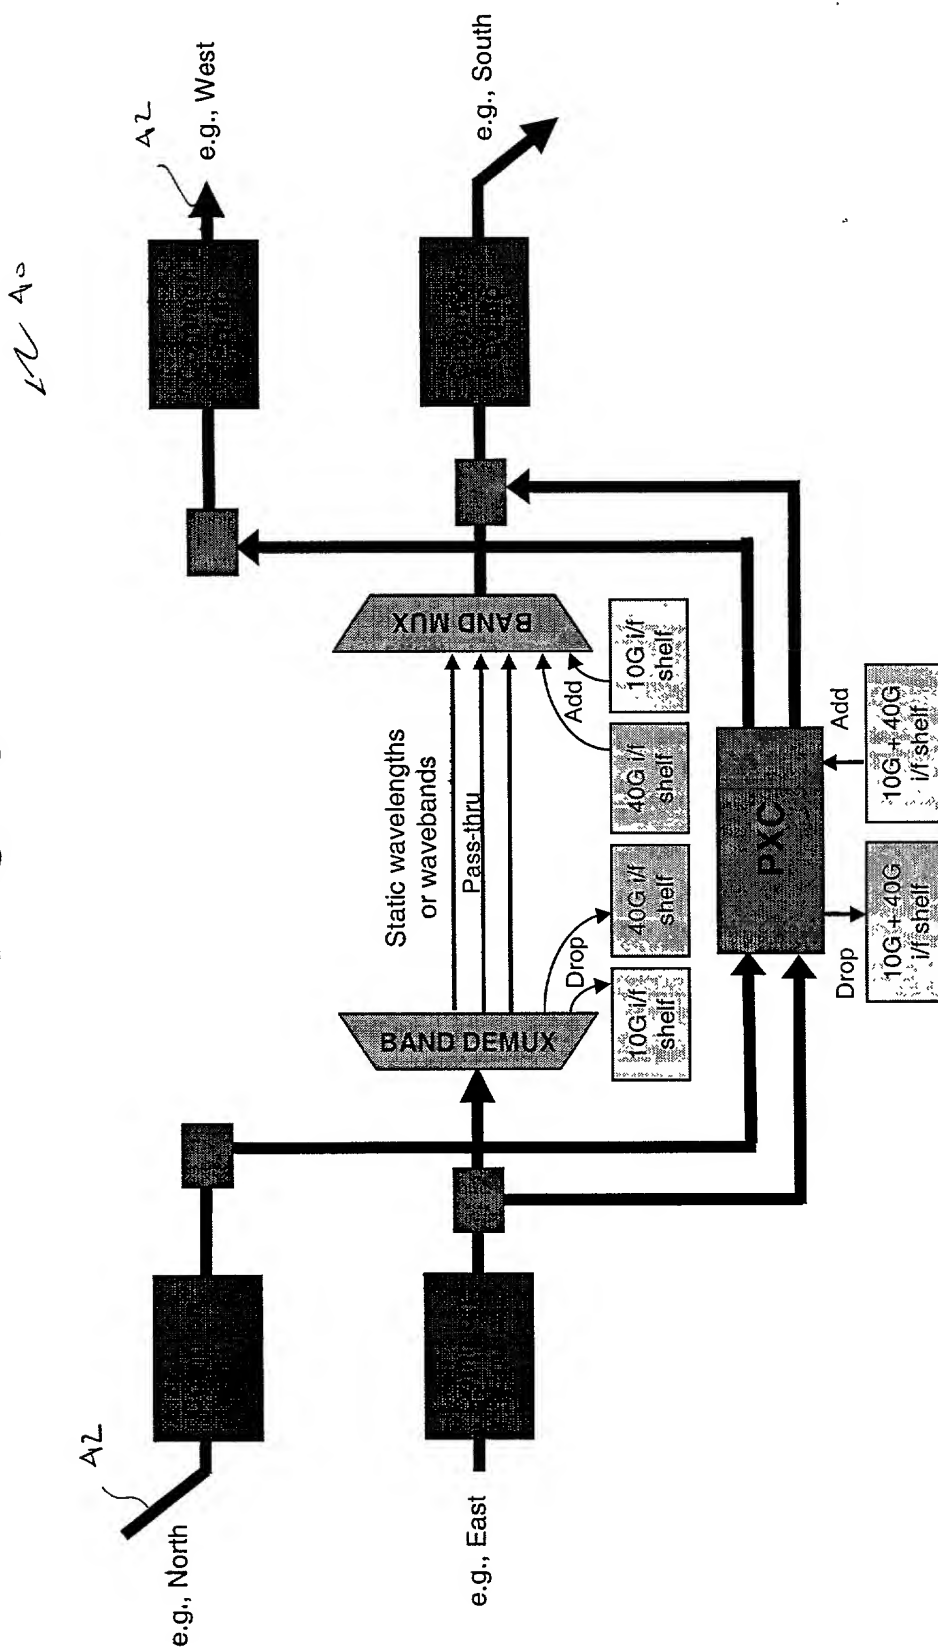 40
42
e.g., West
e.g., South
BAND MUX
Add
10G i/f
shelf
40G i/f
shelf
Static wavelengths
or wavebands
Pass-thru
40G i/f
shelf
Drop
10G i/f
shelf
BAND DEMUX
PXC
Add
10G + 40G
i/f shelf
Drop
10G + 40G
i/f shelf
42
e.g., North
e.g., East